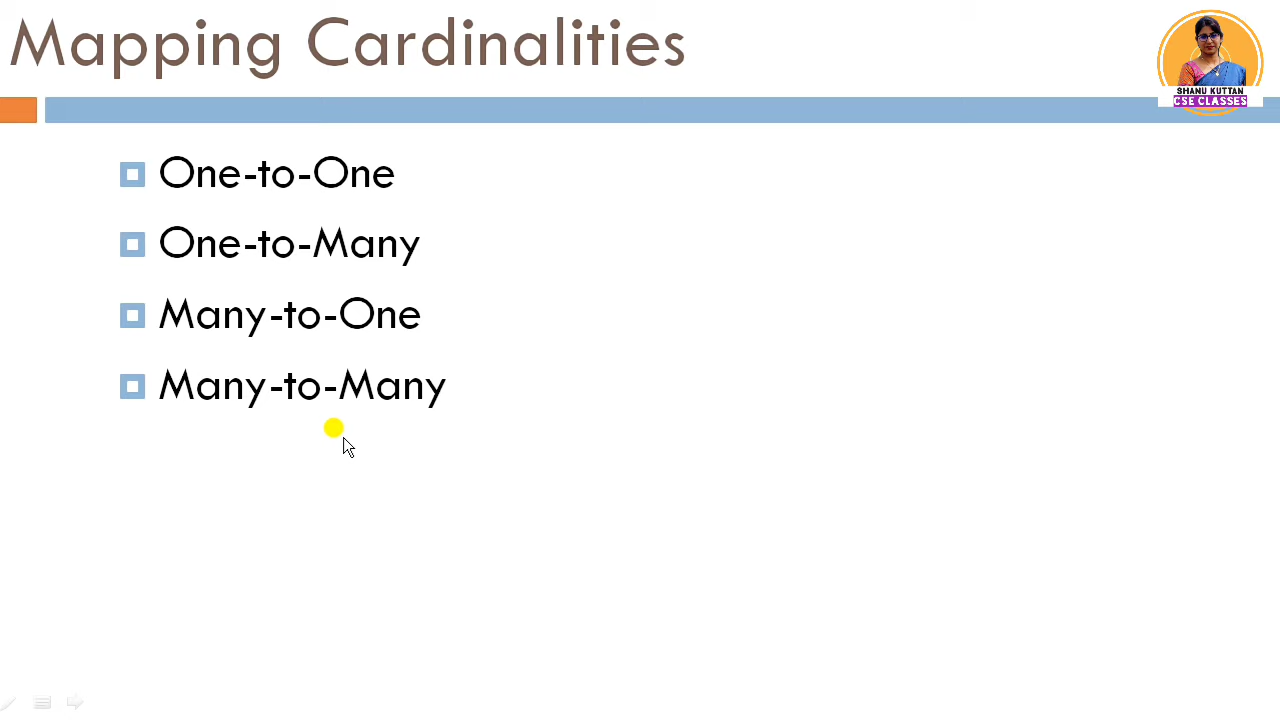 Mapping Cardinalities
SHANU KUTTAN
CSE CLASSES
One-to-One
One-to-Many
Many-to-One
Many-to-Many